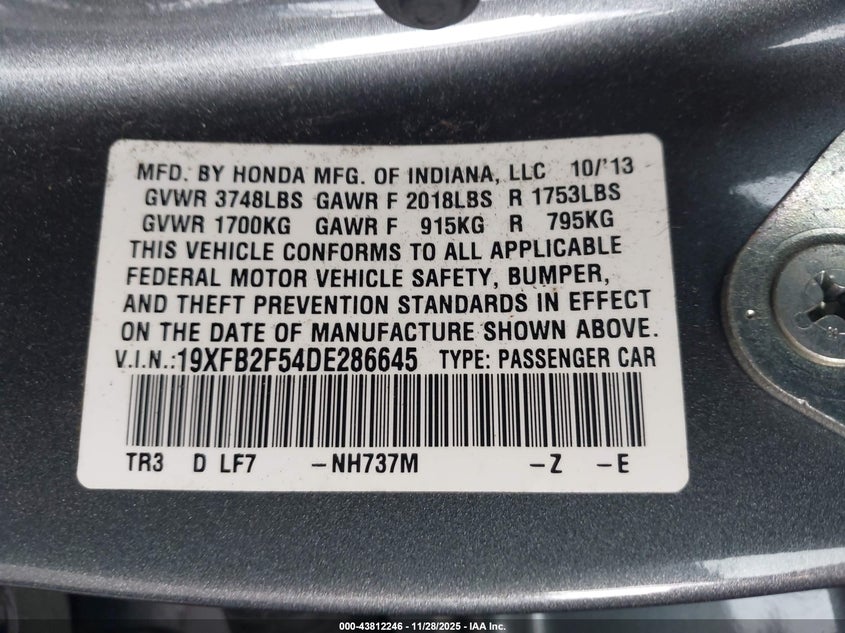 MFD. BY HONDA MFG. OF INDIANA, LLC 10/'13
GVWR 3748LBS GAWR F 2018LBS R 1753LBS
GVWR 1700KG GAWR F 915KG R 795KG
THIS VEHICLE CONFORMS TO ALL APPLICABLE
FEDERAL MOTOR VEHICLE SAFETY, BUMPER,
AND THEFT PREVENTION STANDARDS IN EFFECT
ON THE DATE OF MANUFACTURE SHOWN ABOVE.
V.I.N.:19XFB2F54DE286645 TYPE: PASSENGER CAR
TR3 D LF7 -NH737M -Z -E
000-43812246 - 11/28/2025 - IAA Inc.